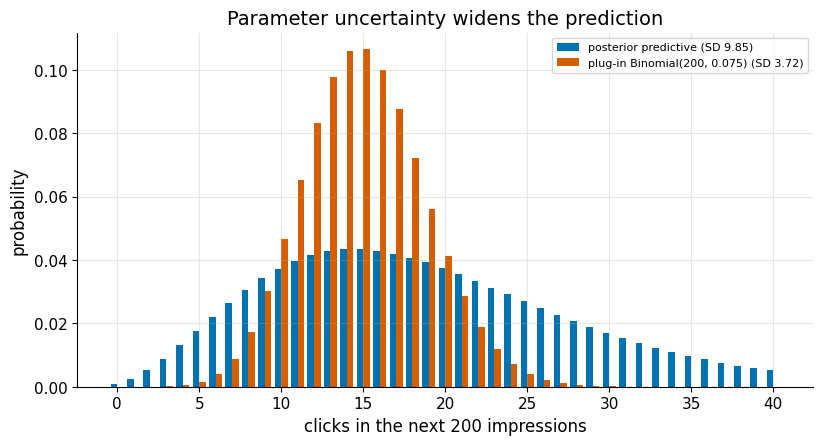 Parameter uncertainty widens the prediction
posterior predictive (SD 9.85)
plug-in Binomial(200, 0.075) (SD 3.72)
probability
0.10
0.08
0.06
0.04
0.02
0.00
0 5 10 15 20 25 30 35 40
clicks in the next 200 impressions